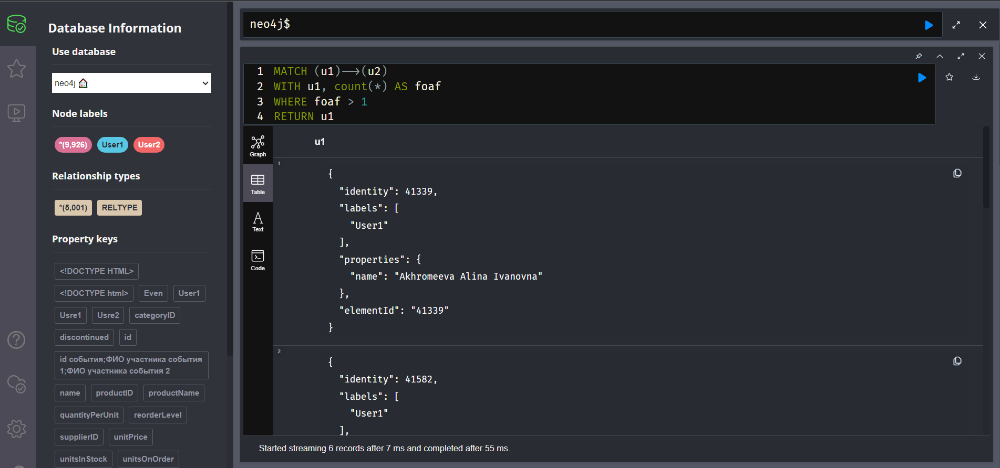 Database Information
Use database
neo4j
Node labels
*(9,926) User1 User2
Relationship types
*(5,001) RELTYPE
Property keys
<!DOCTYPE HTML>
<!DOCTYPE html> Even User1
Usre1 Usre2 categoryID
discontinued id
id события;ФИО участника события
1;ФИО участника события 2
name productID productName
quantityPerUnit reorderLevel
supplierID unitPrice
unitsInStock unitsOnOrder
neo4j$
1 MATCH (u1)-->(u2)
2 WITH u1, count(*) AS foaf
3 WHERE foaf > 1
4 RETURN u1
Graph
Table
Text
Code
u1
1
{
"identity": 41339,
"labels": [
"User1"
],
"properties": {
"name": "Akhromeeva Alina Ivanovna"
},
"elementId": "41339"
}
2
{
"identity": 41582,
"labels": [
"User1"
],
Started streaming 6 records after 7 ms and completed after 55 ms.